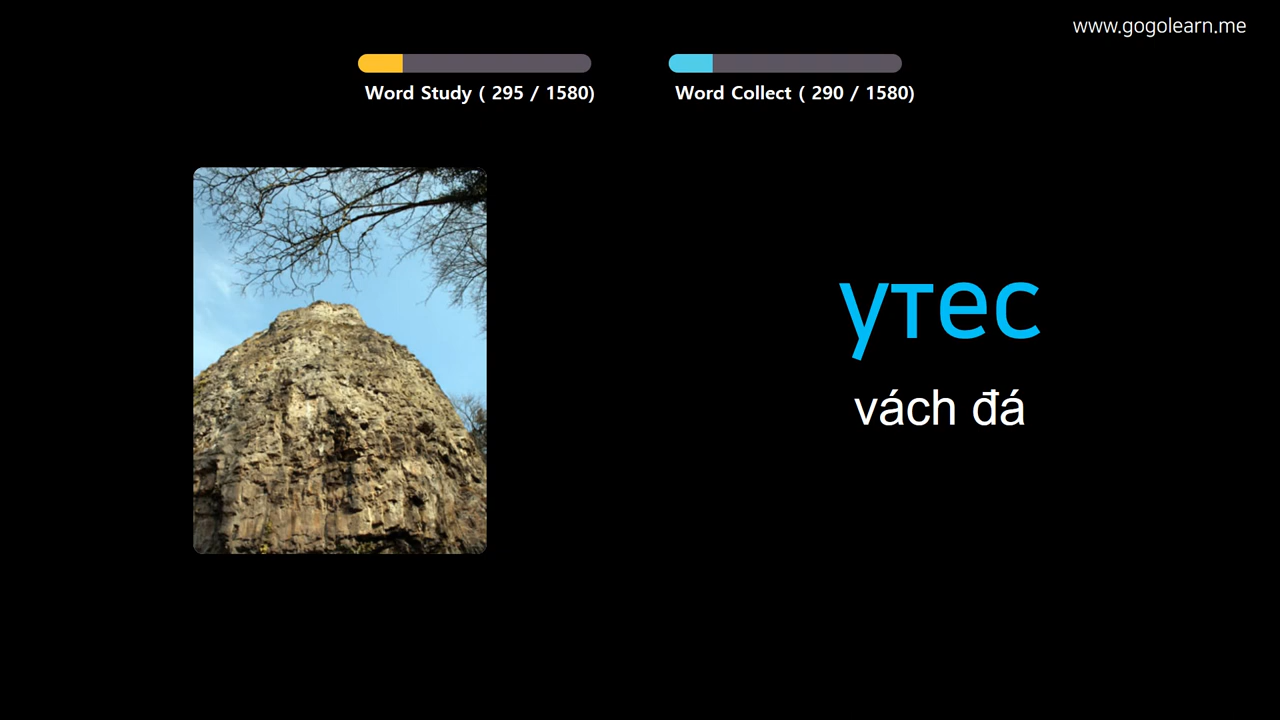 www.gogolearn.me
Word Study ( 295 / 1580)
Word Collect ( 290 / 1580)
утес
vách đá